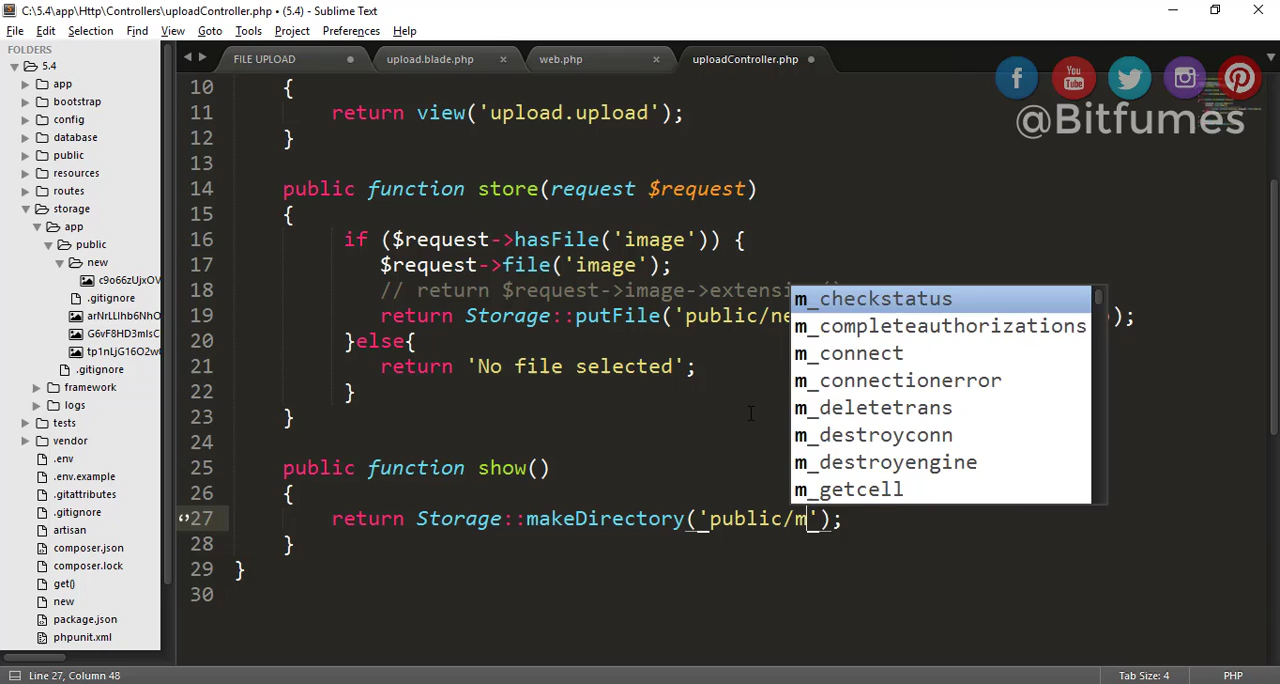 C:\5.4\app\Http\Controllers\uploadController.php • (5.4) - Sublime Text
File Edit Selection Find View Goto Tools Project Preferences Help
FOLDERS
5.4
app
bootstrap
config
database
public
resources
routes
storage
app
public
new
c9o66zUjxOV
.gitignore
arNrLLIhb6NhO
G6vF8HD3mIsC
tp1nLjG16O2w
.gitignore
framework
logs
tests
vendor
.env
.env.example
.gitattributes
.gitignore
artisan
composer.json
composer.lock
get()
new
package.json
phpunit.xml
FILE UPLOAD
upload.blade.php
web.php
uploadController.php
You
Tube
@Bitfumes
10 {
11 return view('upload.upload');
12 }
13
14 public function store(request $request)
15 {
16 if ($request->hasFile('image')) {
17 $request->file('image');
18 // return $request->image->extension()
19 return Storage::putFile('public/ne );
20 }else{
21 return 'No file selected';
22 }
23 }
24
25 public function show()
26 {
27 return Storage::makeDirectory('public/m');
28 }
29 }
30
m_checkstatus
m_completeauthorizations
m_connect
m_connectionerror
m_deletetrans
m_destroyconn
m_destroyengine
m_getcell
Line 27, Column 48
Tab Size: 4
PHP